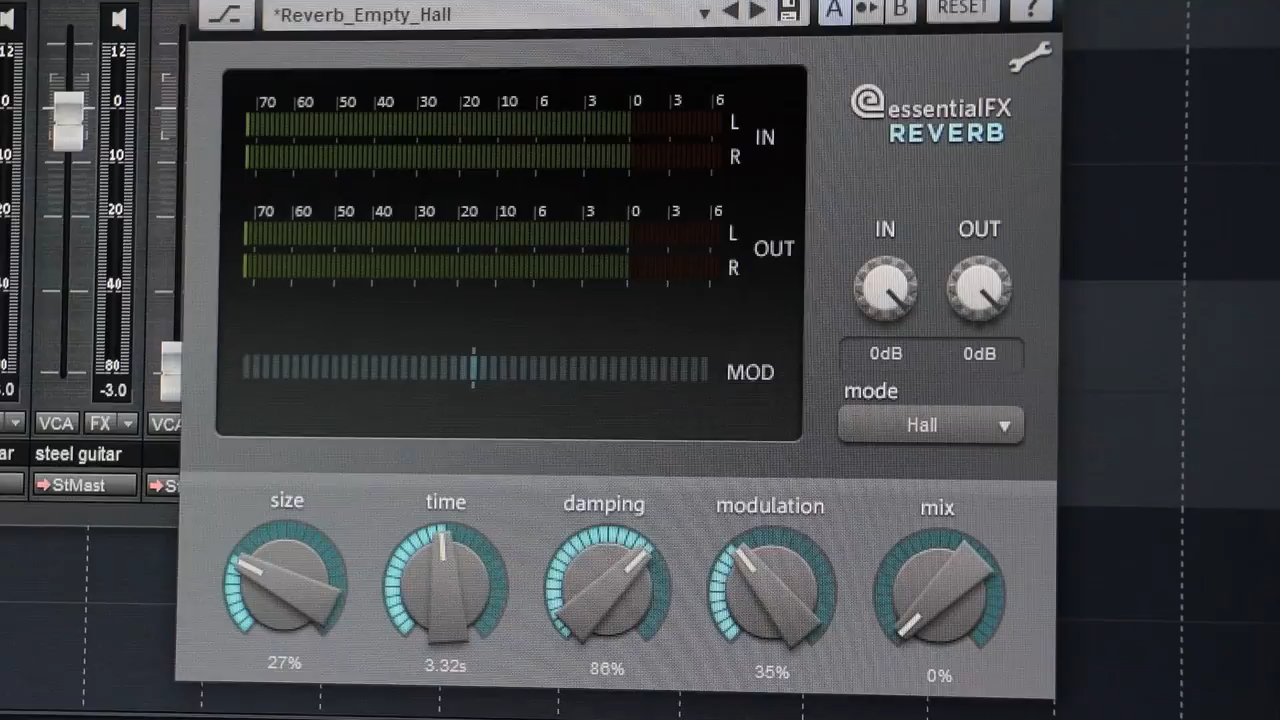 *Reverb_Empty_Hall
A B RESET ?
12 12
70 60 50 40 30 20 10 6 3 0 3 6
L
IN
R
70 60 50 40 30 20 10 6 3 0 3 6
L
OUT
R
MOD
essentialFX
REVERB
IN OUT
0dB 0dB
mode
Hall
0
10
20
40
80
-3.0
VCA FX VCA
steel guitar
StMast
size time damping modulation mix
27% 3.32s 86% 35% 0%